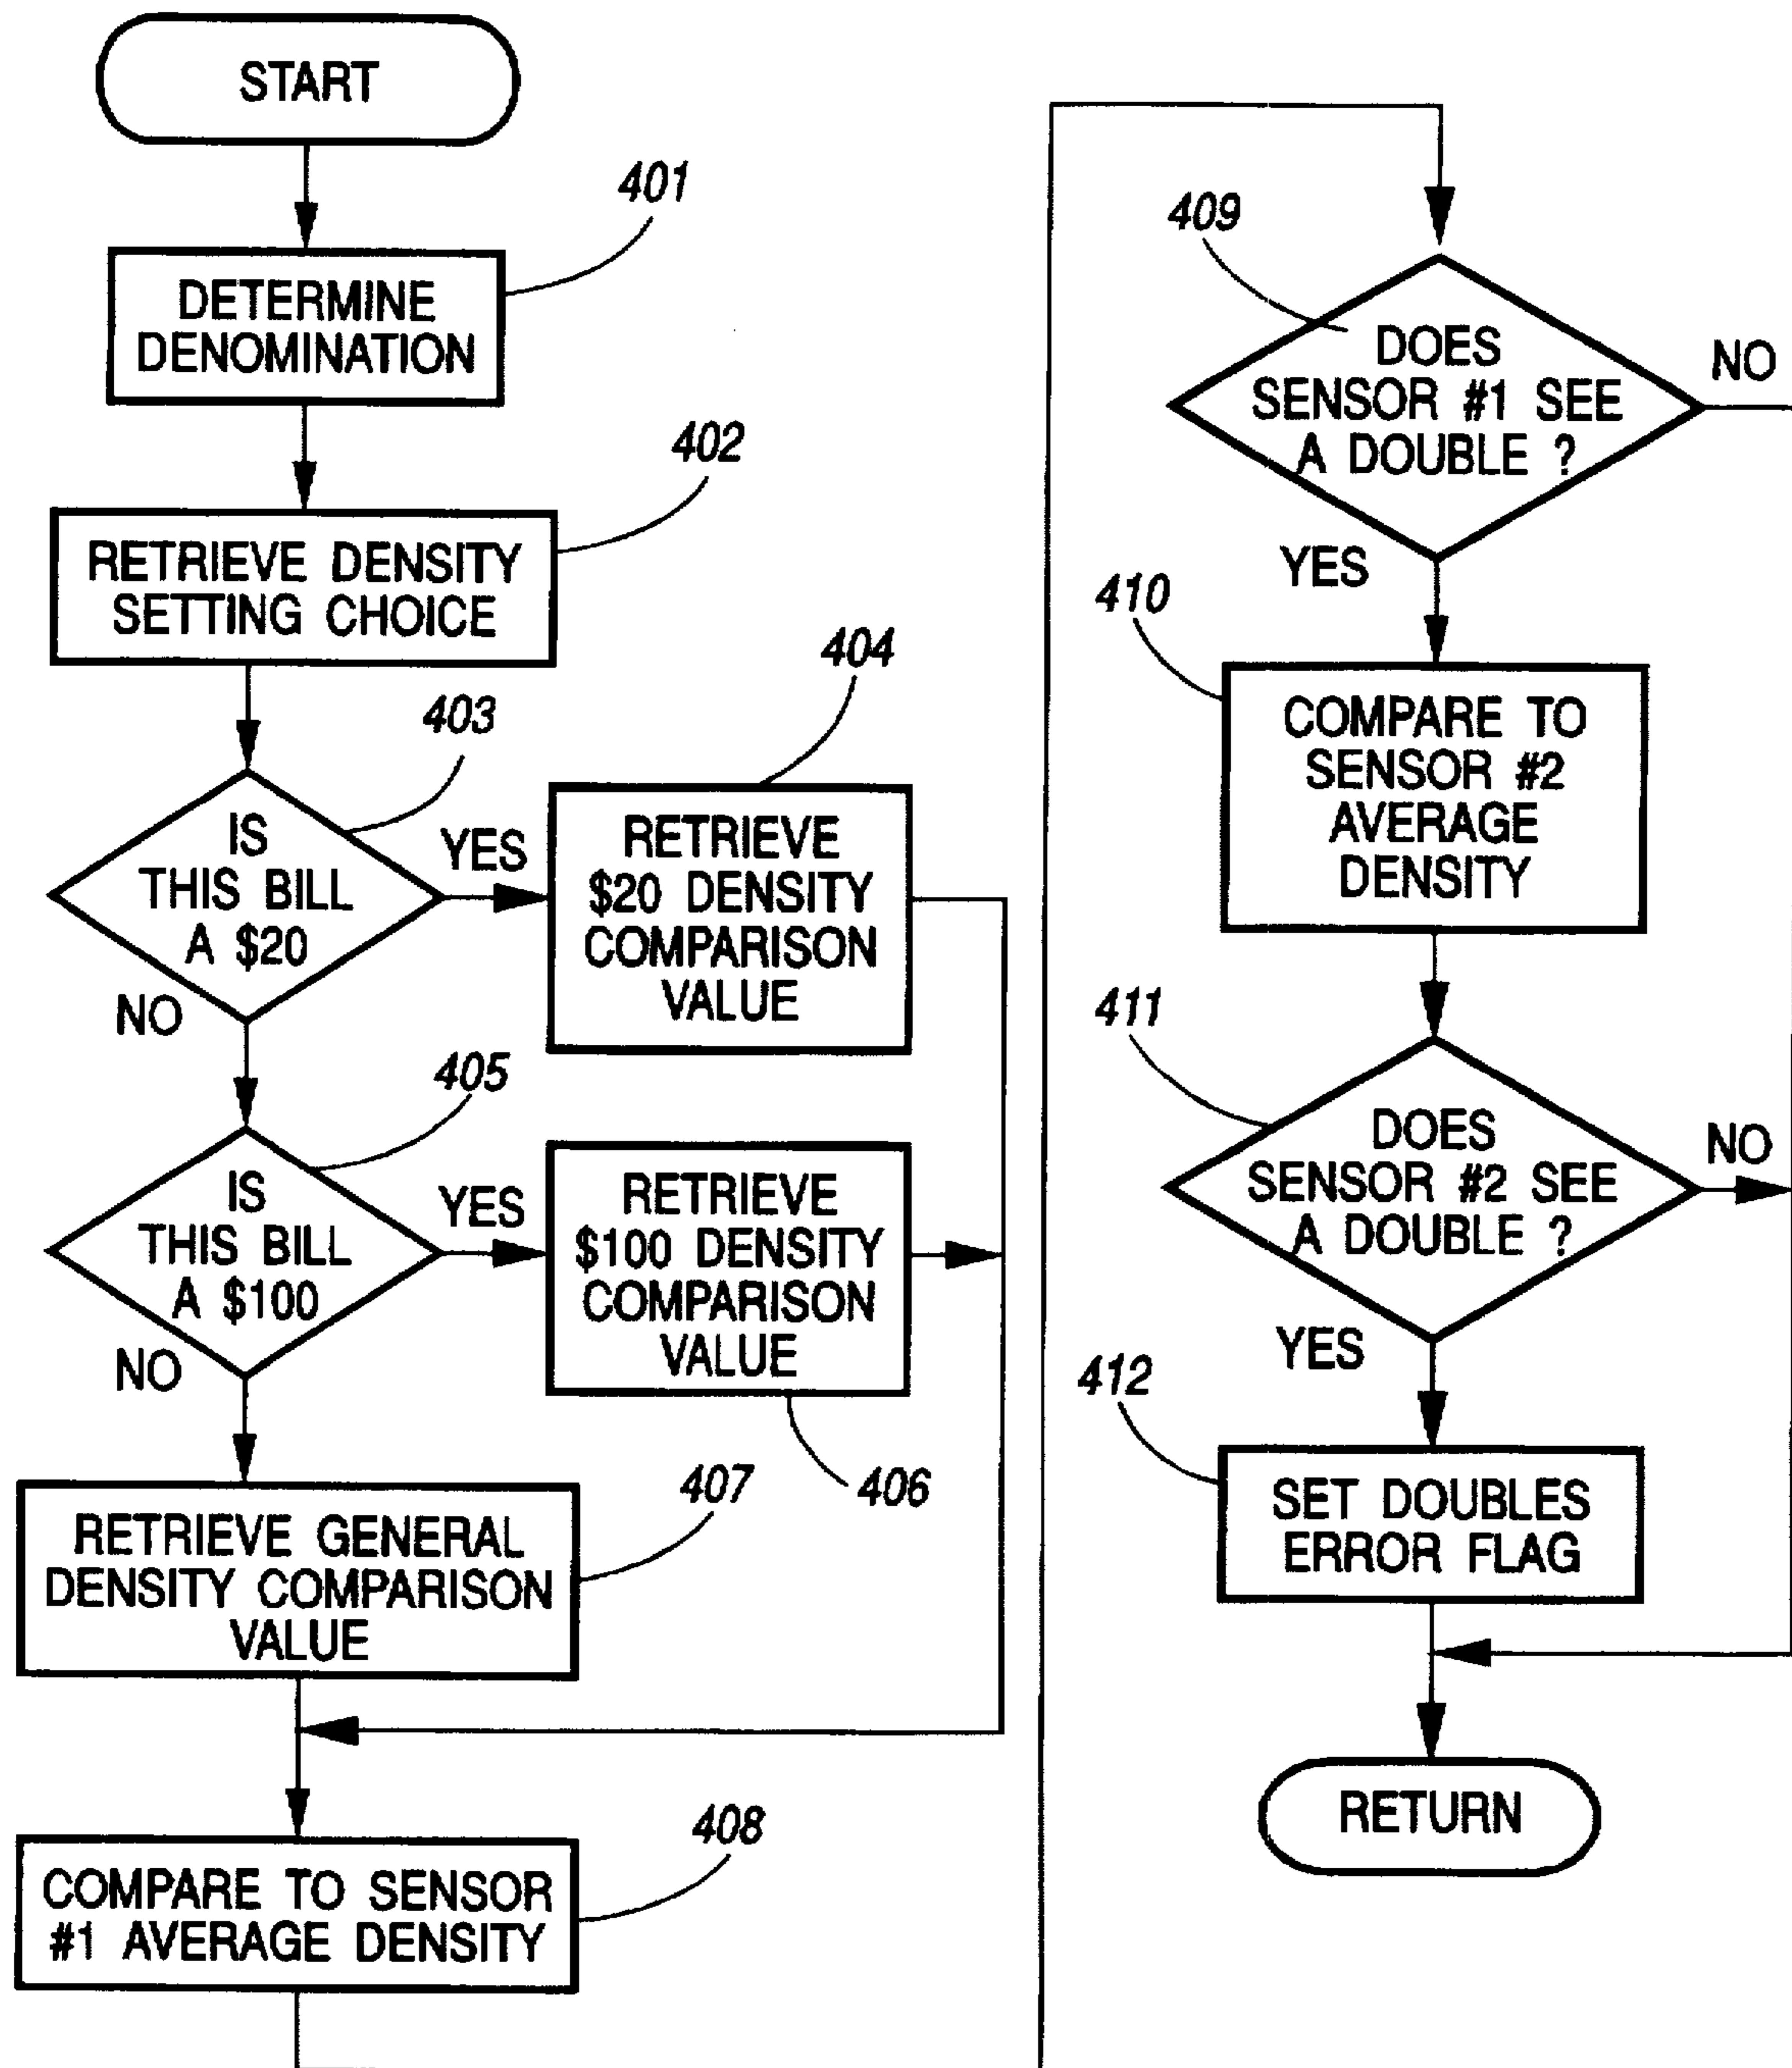 START
401
DETERMINE
DENOMINATION
402
RETRIEVE DENSITY
SETTING CHOICE
403
IS
THIS BILL
A $20
YES
NO
404
RETRIEVE
$20 DENSITY
COMPARISON
VALUE
405
IS
THIS BILL
A $100
YES
NO
RETRIEVE
$100 DENSITY
COMPARISON
VALUE
406
407
RETRIEVE GENERAL
DENSITY COMPARISON
VALUE
408
COMPARE TO SENSOR
#1 AVERAGE DENSITY
409
DOES
SENSOR #1 SEE
A DOUBLE ?
NO
YES
410
COMPARE TO
SENSOR #2
AVERAGE
DENSITY
411
DOES
SENSOR #2 SEE
A DOUBLE ?
NO
YES
412
SET DOUBLES
ERROR FLAG
RETURN